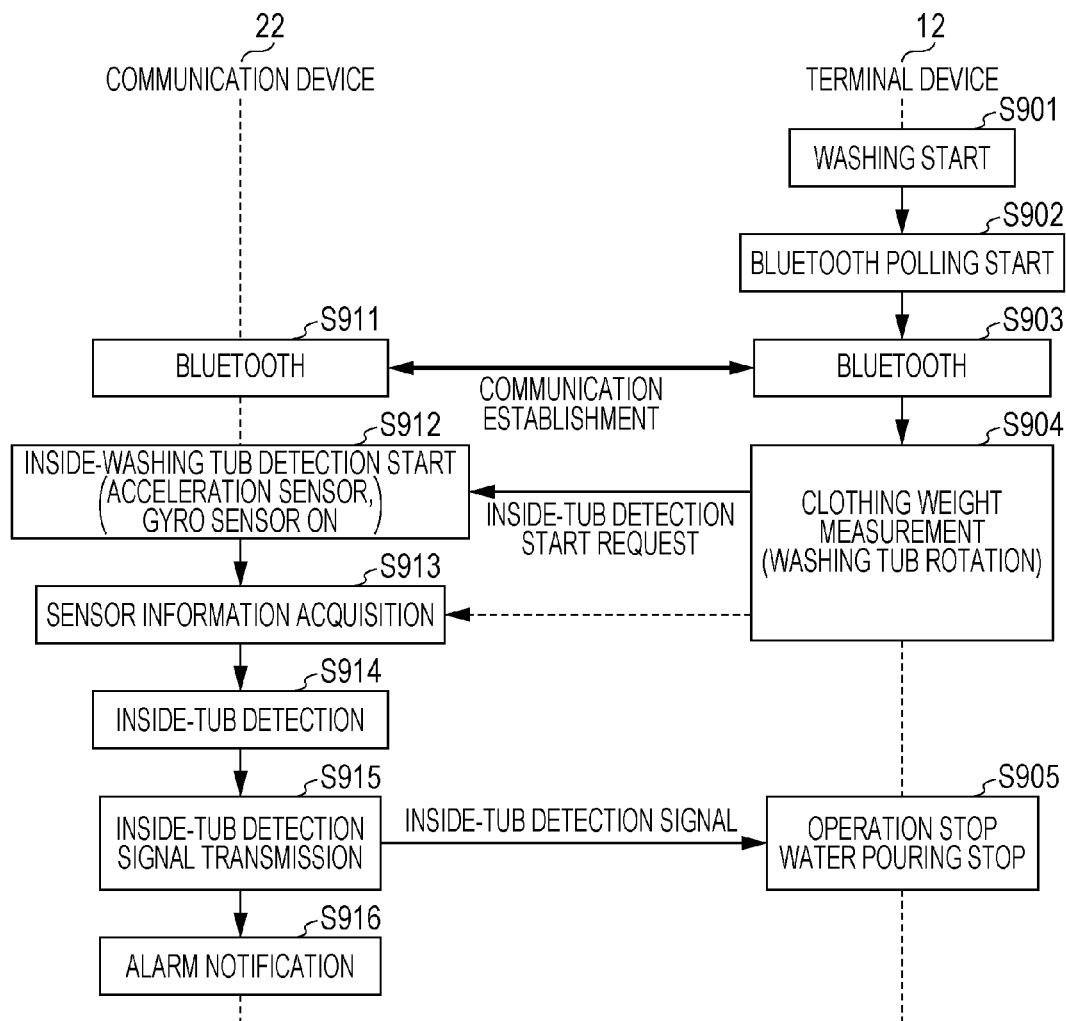 22
COMMUNICATION DEVICE
12
TERMINAL DEVICE
S901
WASHING START
S902
BLUETOOTH POLLING START
S911
BLUETOOTH
S903
BLUETOOTH
COMMUNICATION
ESTABLISHMENT
S912
INSIDE-WASHING TUB DETECTION START
(ACCELERATION SENSOR,
GYRO SENSOR ON)
INSIDE-TUB DETECTION
START REQUEST
S904
CLOTHING WEIGHT
MEASUREMENT
(WASHING TUB ROTATION)
S913
SENSOR INFORMATION ACQUISITION
S914
INSIDE-TUB DETECTION
S915
INSIDE-TUB DETECTION
SIGNAL TRANSMISSION
INSIDE-TUB DETECTION SIGNAL
S905
OPERATION STOP
WATER POURING STOP
S916
ALARM NOTIFICATION